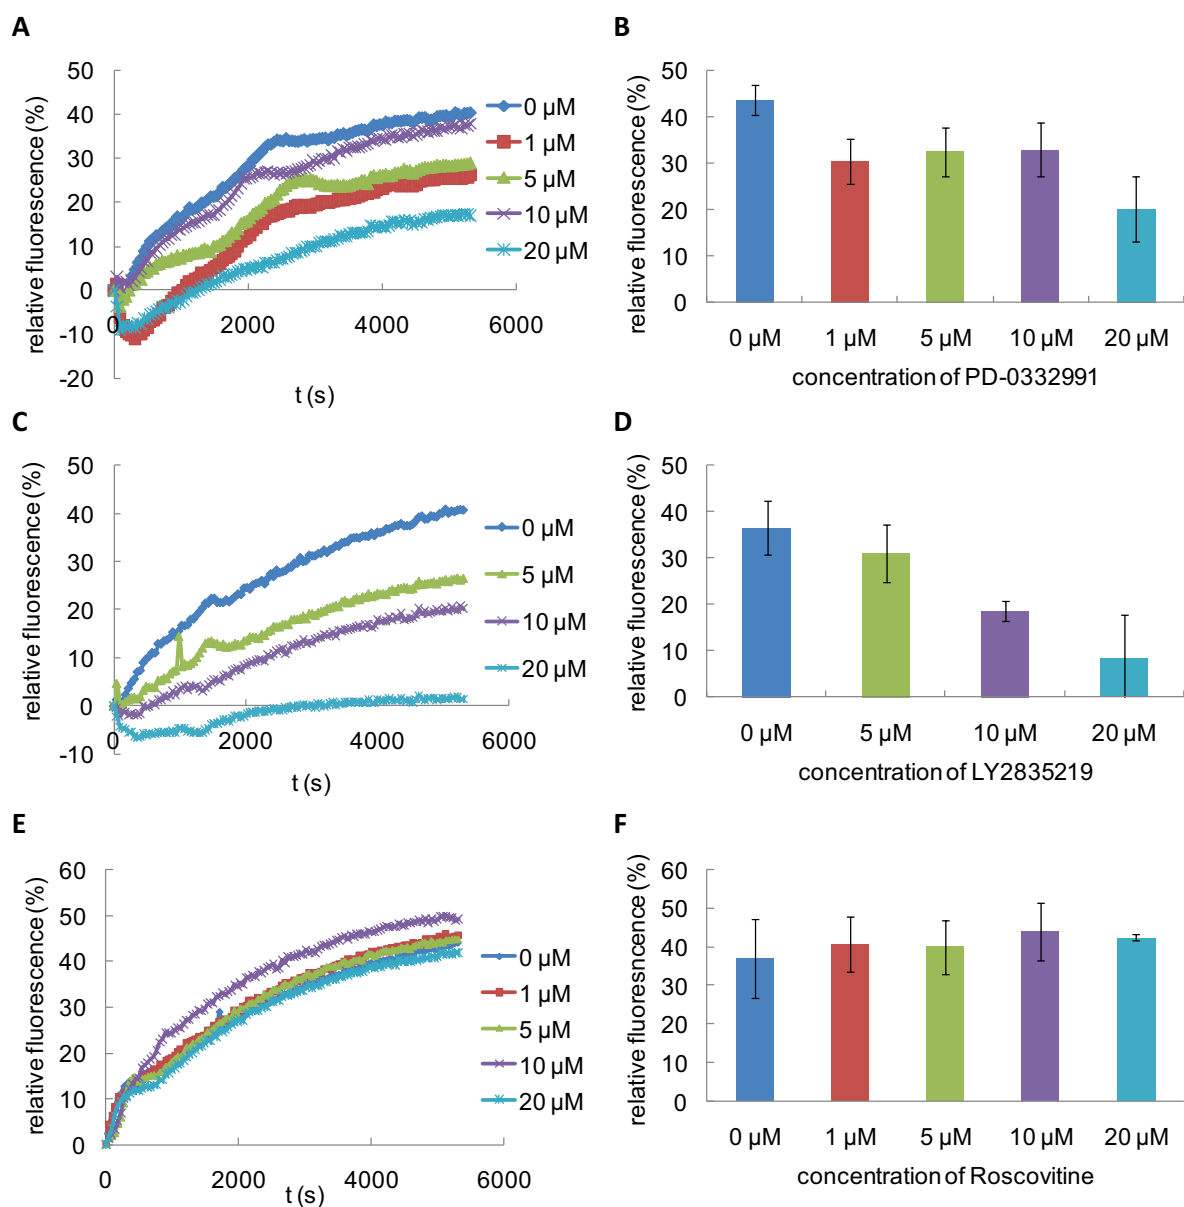 A
relative fluorescence (%)
50
40
30
20
10
0
-10
-20
0
2000
4000
6000
t (s)
0 µM
1 µM
5 µM
10 µM
20 µM
B
relative fluorescence (%)
50
40
30
20
10
0
0 µM
1 µM
5 µM
10 µM
20 µM
concentration of PD-0332991
C
relative fluorescence (%)
50
40
30
20
10
0
-10
0
2000
4000
6000
t (s)
0 µM
5 µM
10 µM
20 µM
D
relative fluorescence (%)
50
40
30
20
10
0
0 µM
5 µM
10 µM
20 µM
concentration of LY2835219
E
relative fluorescence (%)
60
50
40
30
20
10
0
0
2000
4000
6000
t (s)
0 µM
1 µM
5 µM
10 µM
20 µM
F
relative fluoresncence (%)
60
50
40
30
20
10
0
0 µM
1 µM
5 µM
10 µM
20 µM
concentration of Roscovitine